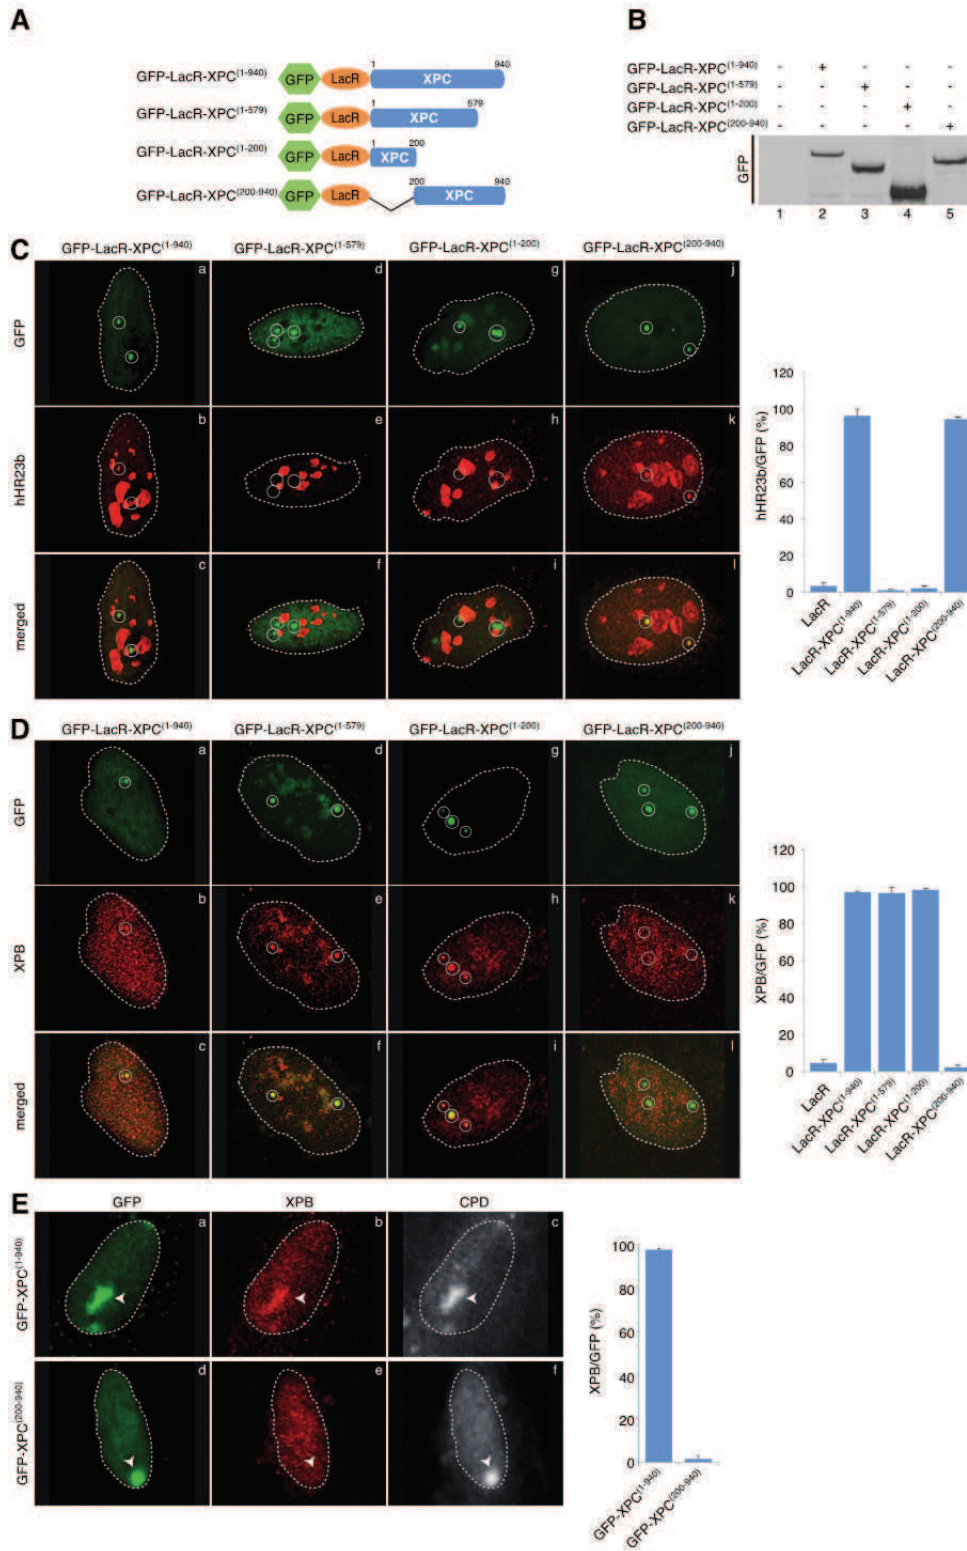 A
GFP-LacR-XPC(1-940) GFP LacR 1 XPC 940
GFP-LacR-XPC(1-579) GFP LacR 1 XPC 579
GFP-LacR-XPC(1-200) GFP LacR 1 XPC 200
GFP-LacR-XPC(200-940) GFP LacR 200 XPC 940
B
GFP-LacR-XPC(1-940) - + - - -
GFP-LacR-XPC(1-579) - - + - -
GFP-LacR-XPC(1-200) - - - + -
GFP-LacR-XPC(200-940) - - - - +
GFP
1 2 3 4 5
C
GFP-LacR-XPC(1-940) GFP-LacR-XPC(1-579) GFP-LacR-XPC(1-200) GFP-LacR-XPC(200-940)
GFP a d g j
hHR23b b e h k
merged c f i l
hHR23b/GFP (%)
120
100
80
60
40
20
0
LacR
LacR-XPC(1-940)
LacR-XPC(1-579)
LacR-XPC(1-200)
LacR-XPC(200-940)
D
GFP-LacR-XPC(1-940) GFP-LacR-XPC(1-579) GFP-LacR-XPC(1-200) GFP-LacR-XPC(200-940)
GFP a d g j
XPB b e h k
merged c f i l
XPB/GFP (%)
120
100
80
60
40
20
0
LacR
LacR-XPC(1-940)
LacR-XPC(1-579)
LacR-XPC(1-200)
LacR-XPC(200-940)
E
GFP XPB CPD
GFP-XPC(1-940) a b c
GFP-XPC(200-940) d e f
XPB/GFP (%)
100
80
60
40
20
0
GFP-XPC(1-940)
GFP-XPC(200-940)